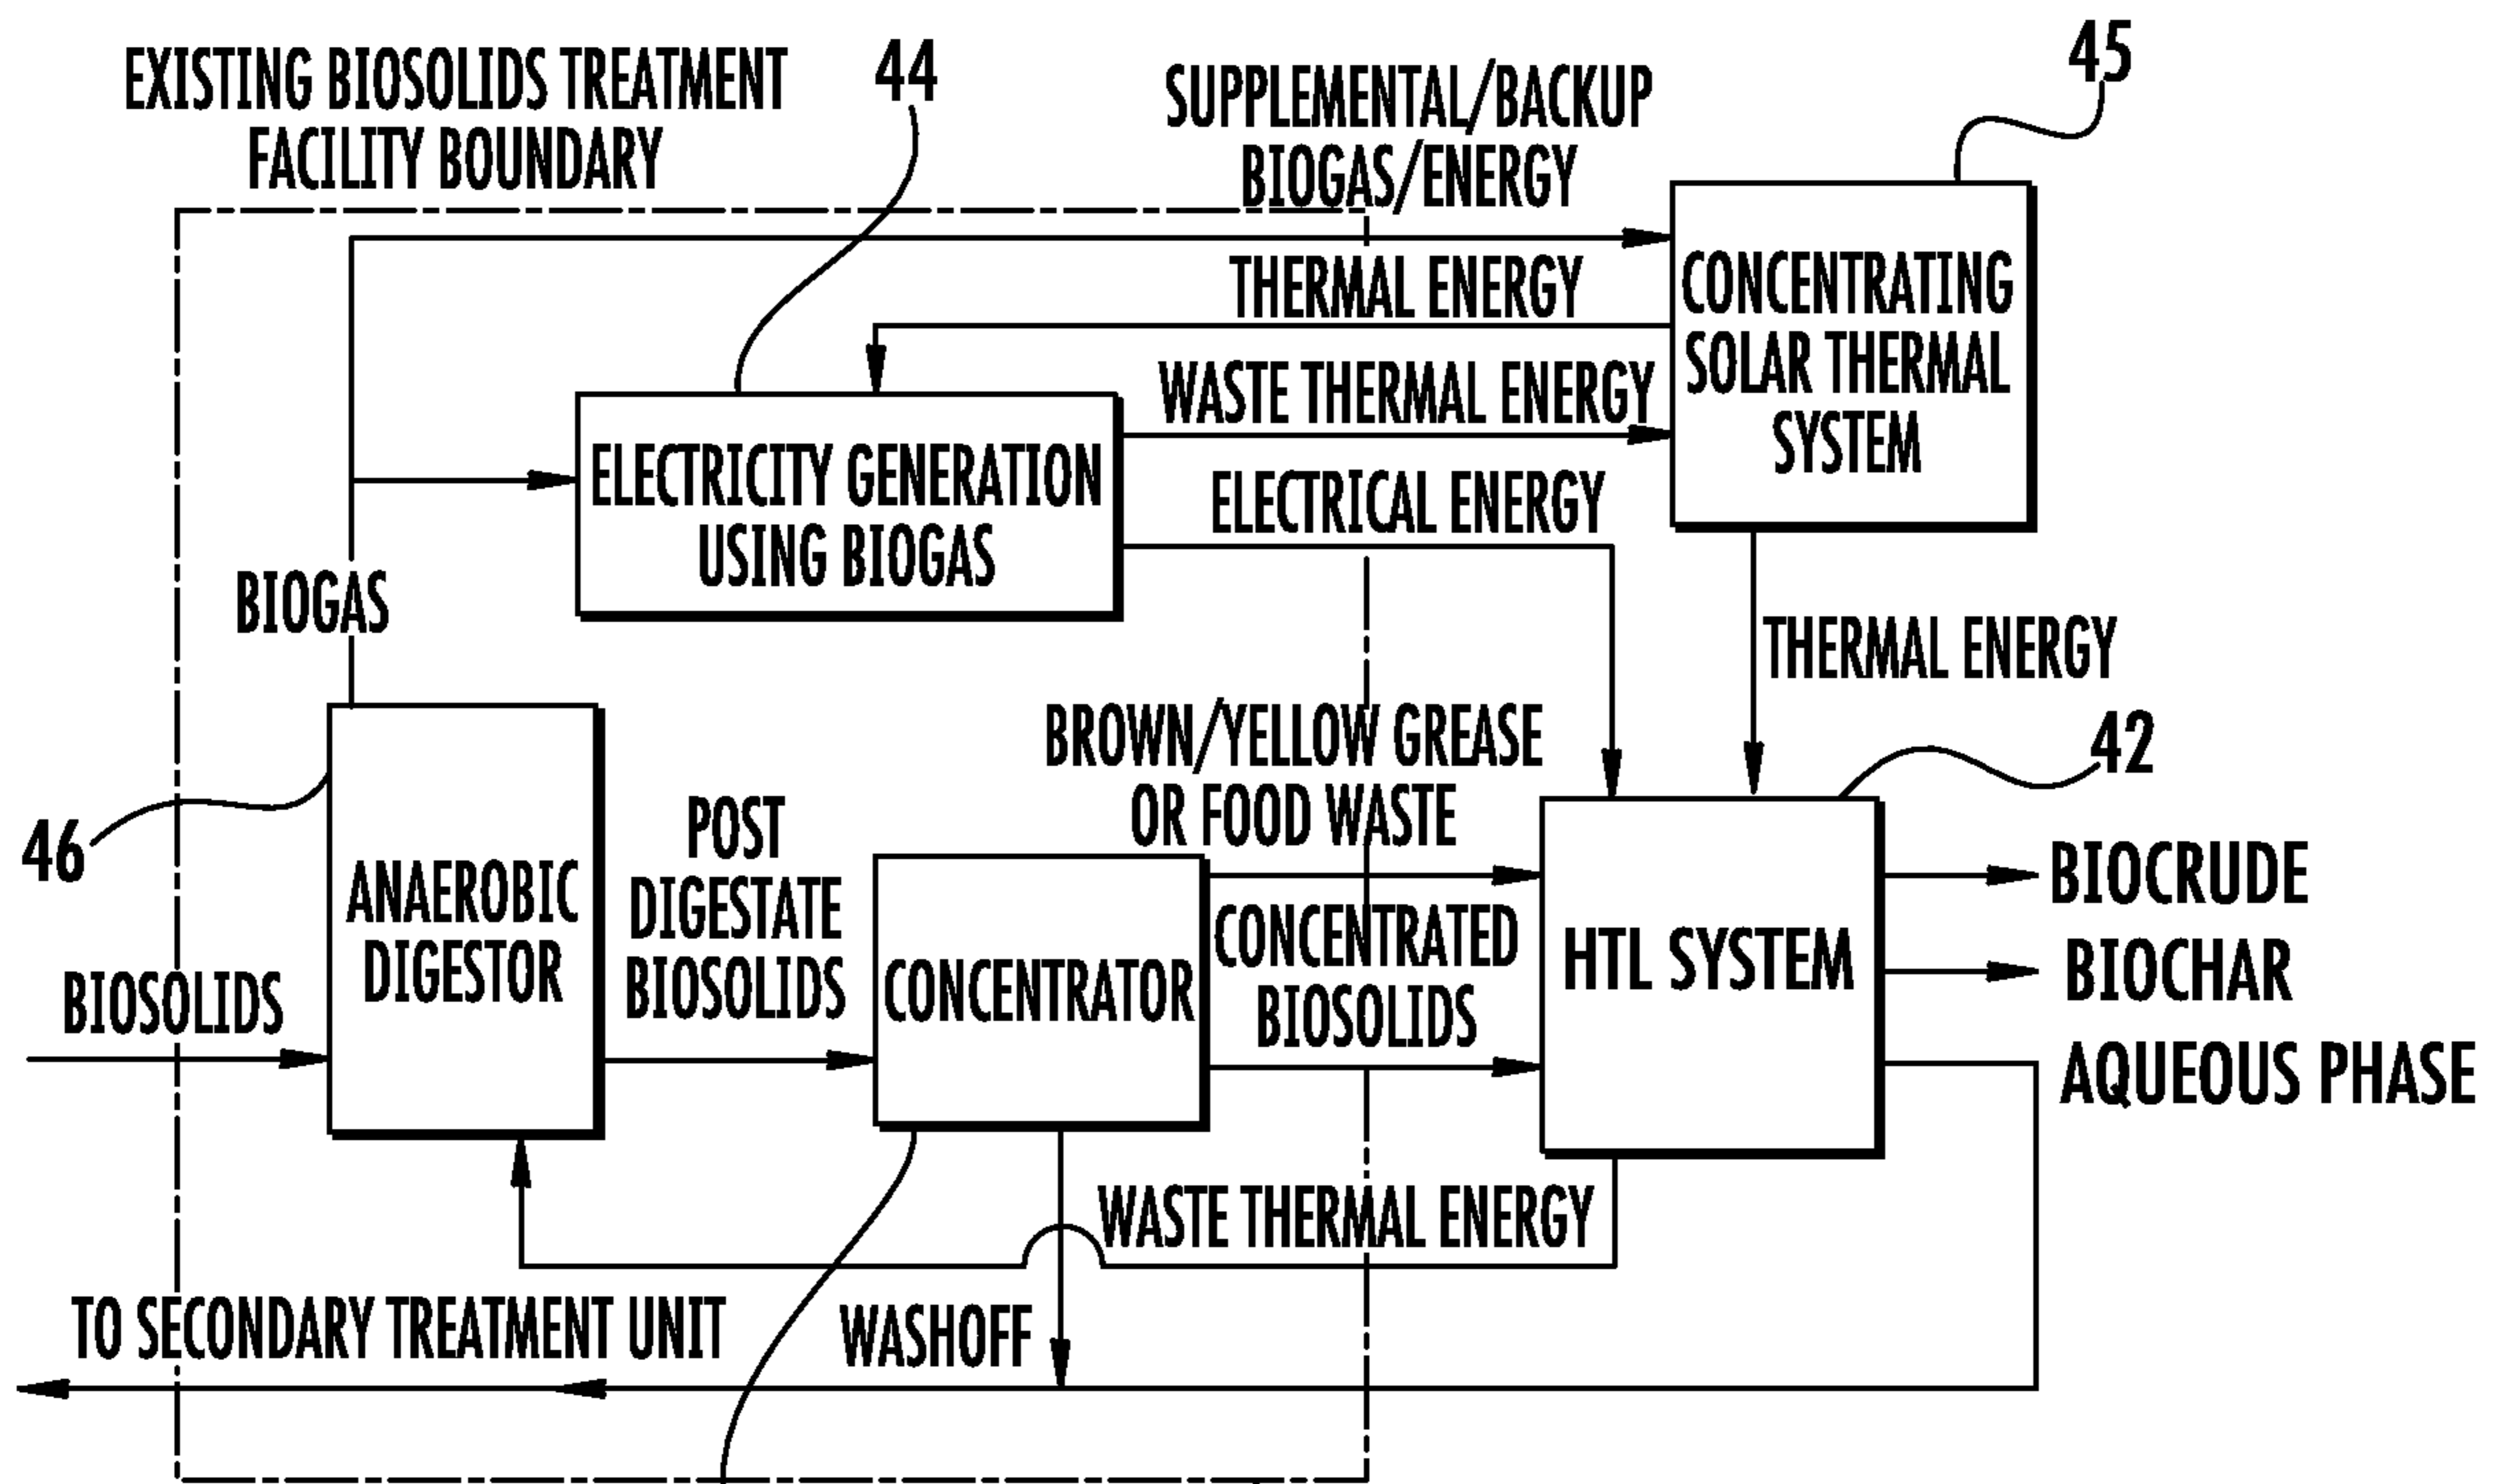 EXISTING BIOSOLIDS TREATMENT
FACILITY BOUNDARY
44
SUPPLEMENTAL/BACKUP
BIOGAS/ENERGY
45
THERMAL ENERGY
CONCENTRATING
SOLAR THERMAL
SYSTEM
WASTE THERMAL ENERGY
ELECTRICITY GENERATION
USING BIOGAS
ELECTRICAL ENERGY
BIOGAS
THERMAL ENERGY
42
BROWN/YELLOW GREASE
OR FOOD WASTE
46
ANAEROBIC
DIGESTOR
POST
DIGESTATE
BIOSOLIDS
BIOSOLIDS
CONCENTRATOR
CONCENTRATED
BIOSOLIDS
HTL SYSTEM
BIOCRUDE
BIOCHAR
AQUEOUS PHASE
WASTE THERMAL ENERGY
TO SECONDARY TREATMENT UNIT
WASHOFF